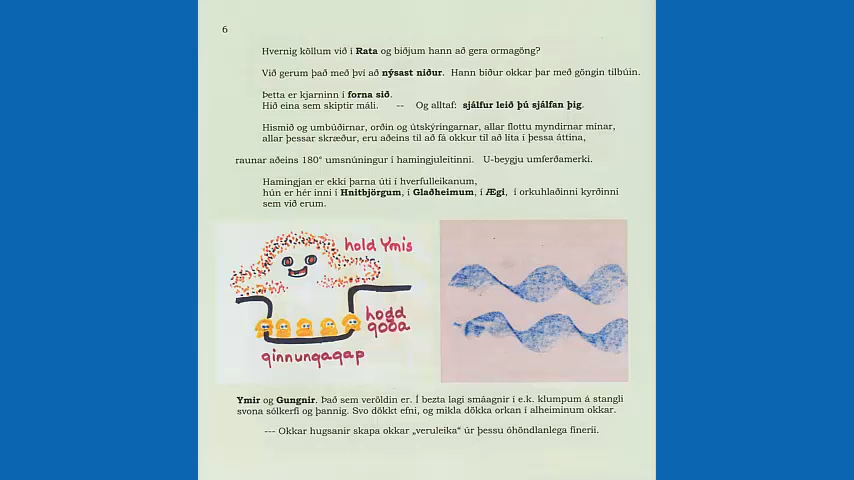 6
Hvernig köllum við í Rata og biðjum hann að gera ormagöng?
Við gerum það með því að nýsast niður. Hann bíður okkar þar með göngin tilbúin.
Þetta er kjarninn í forna sið.
Hið eina sem skiptir máli. -- Og alltaf: sjálfur leið þú sjálfan þig.
Hismið og umbúðirnar, orðin og útskýringarnar, allar flottu myndirnar mínar,
allar þessar skræður, eru aðeins til að fá okkur til að líta í þessa áttina,
raunar aðeins 180° umsnúningur í hamingjuleitinni. U-beygju umferðamerki.
Hamingjan er ekki þarna úti í hverfulleikanum,
hún er hér inni í Hnitbjörgum, í Glaðheimum, í Ægi, í orkuhlaðinni kyrðinni
sem við erum.
hold Ymis
hodd
goða
ginnungagap
Ymir og Gungnir. Það sem veröldin er. Í bezta lagi smáagnir í e.k. klumpum á stangli
svona sólkerfi og þannig. Svo dökkt efni, og mikla dökka orkan í alheiminum okkar.
--- Okkar hugsanir skapa okkar „veruleika“ úr þessu óhöndlanlega fíneríi.